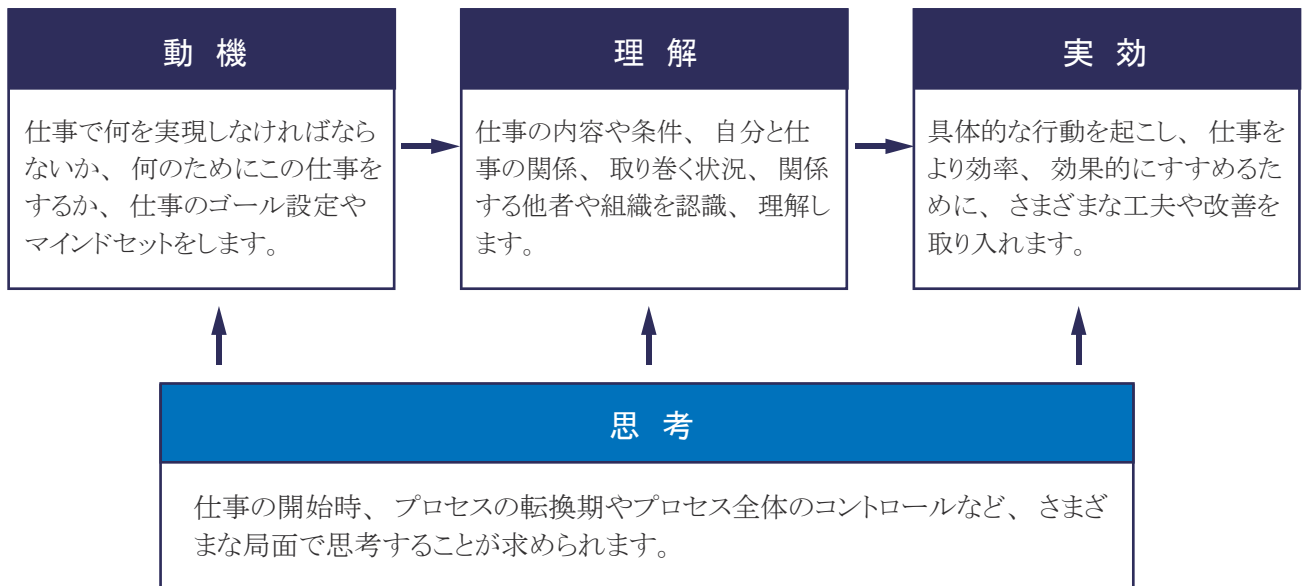 動 機
仕事で何を実現しなければなら
ないか、 何のためにこの仕事を
するか、 仕事のゴール設定や
マインドセットをします。
理 解
仕事の内容や条件、 自分と仕
事の関係、 取り巻く状況、 関係
する他者や組織を認識、 理解し
ます。
実 効
具体的な行動を起こし、 仕事を
より効率、 効果的にすすめるた
めに、 さまざまな工夫や改善を
取り入れます。
思 考
仕事の開始時、 プロセスの転換期やプロセス全体のコントロールなど、 さまざ
まな局面で思考することが求められます。